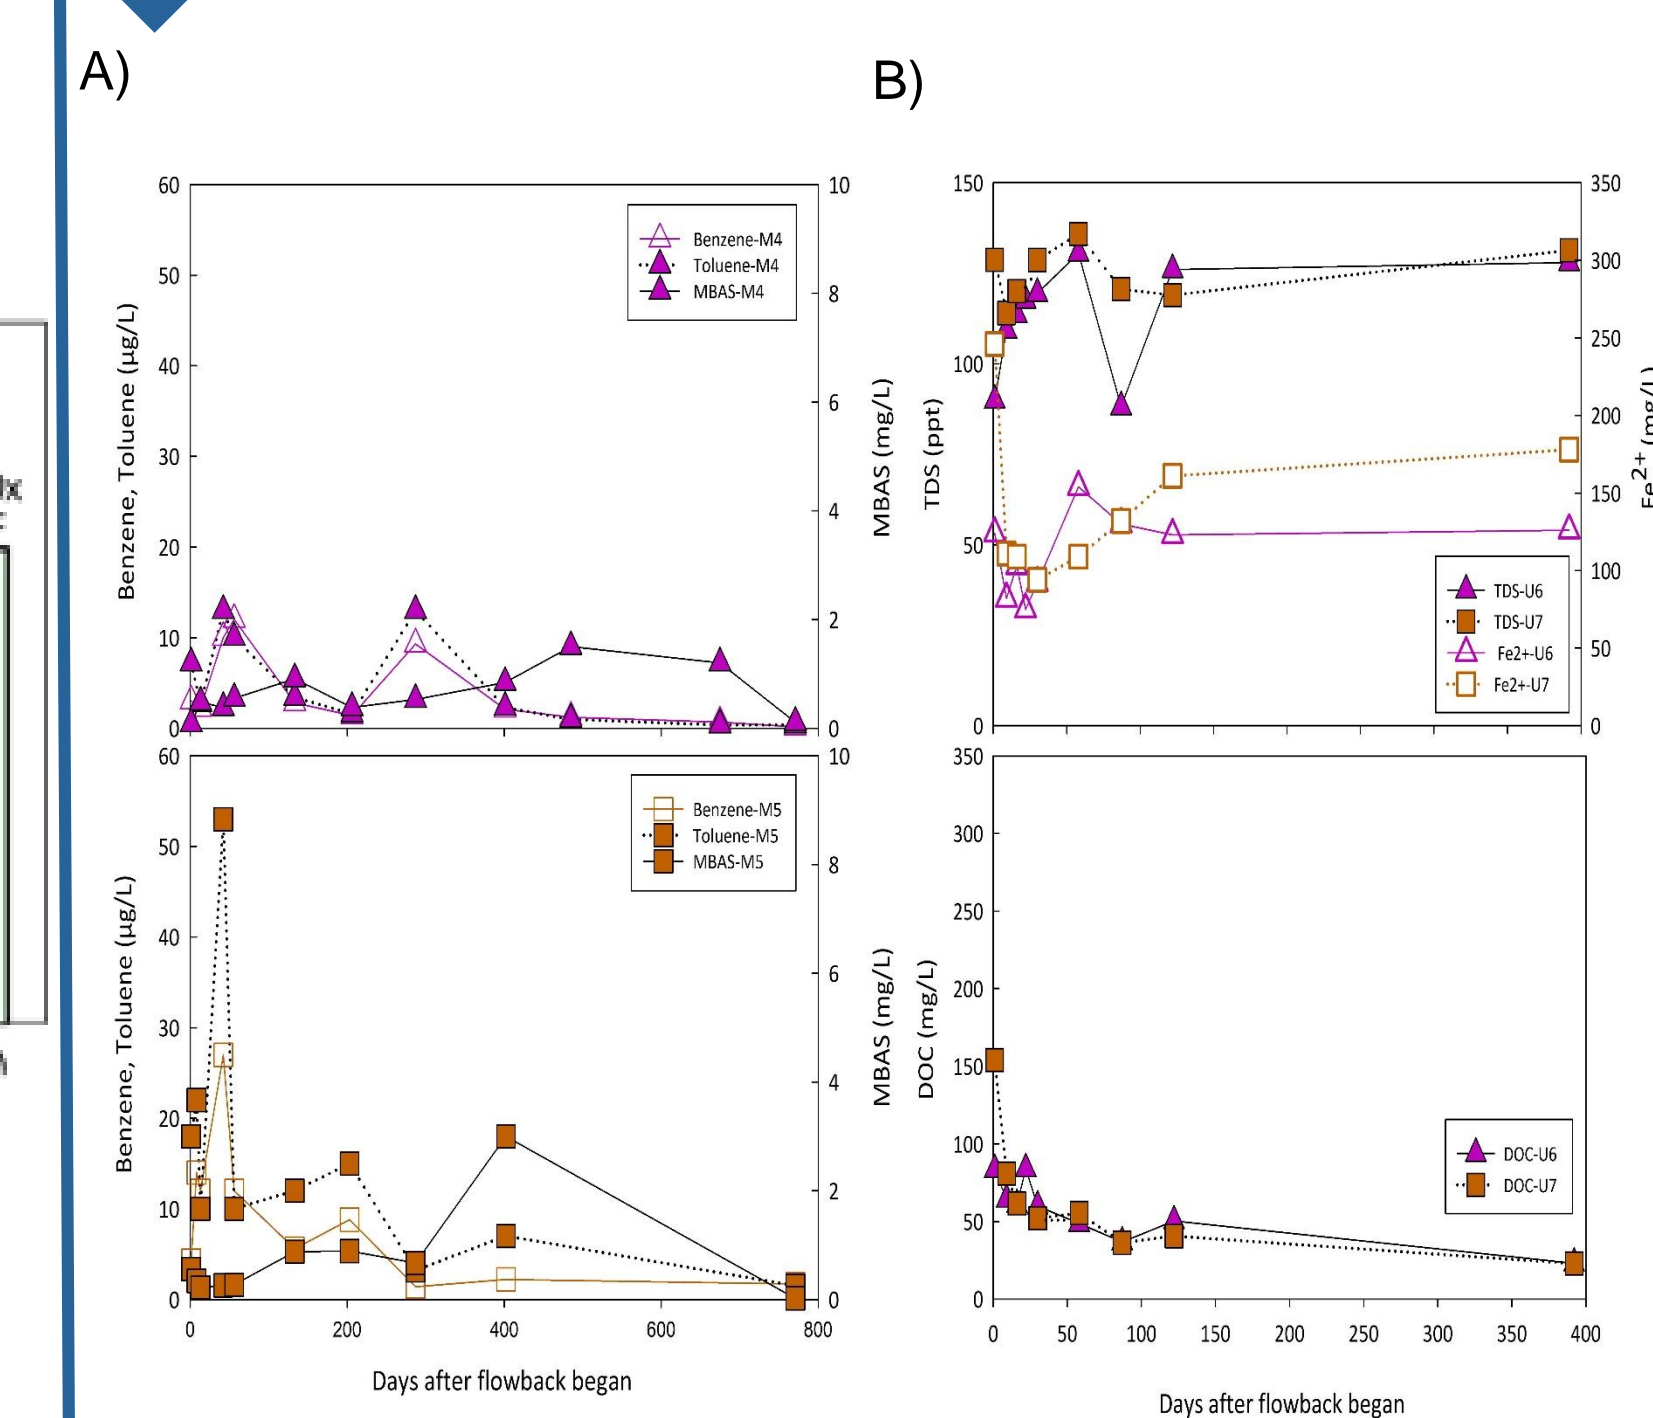 A)
B)
60
50
40
30
20
10
0
Benzene, Toluene (µg/L)
10
8
6
4
2
0
MBAS (mg/L)
Benzene-M4
Toluene-M4
MBAS-M4
60
50
40
30
20
10
0
Benzene, Toluene (µg/L)
10
8
6
4
2
0
MBAS (mg/L)
Benzene-M5
Toluene-M5
MBAS-M5
0 200 400 600 800
Days after flowback began
150
100
50
0
TDS (ppt)
350
300
250
200
150
100
50
0
Fe2+ (mg/L)
TDS-U6
TDS-U7
Fe2+-U6
Fe2+-U7
350
300
250
200
150
100
50
0
DOC (mg/L)
DOC-U6
DOC-U7
0 50 100 150 200 250 300 350 400
Days after flowback began